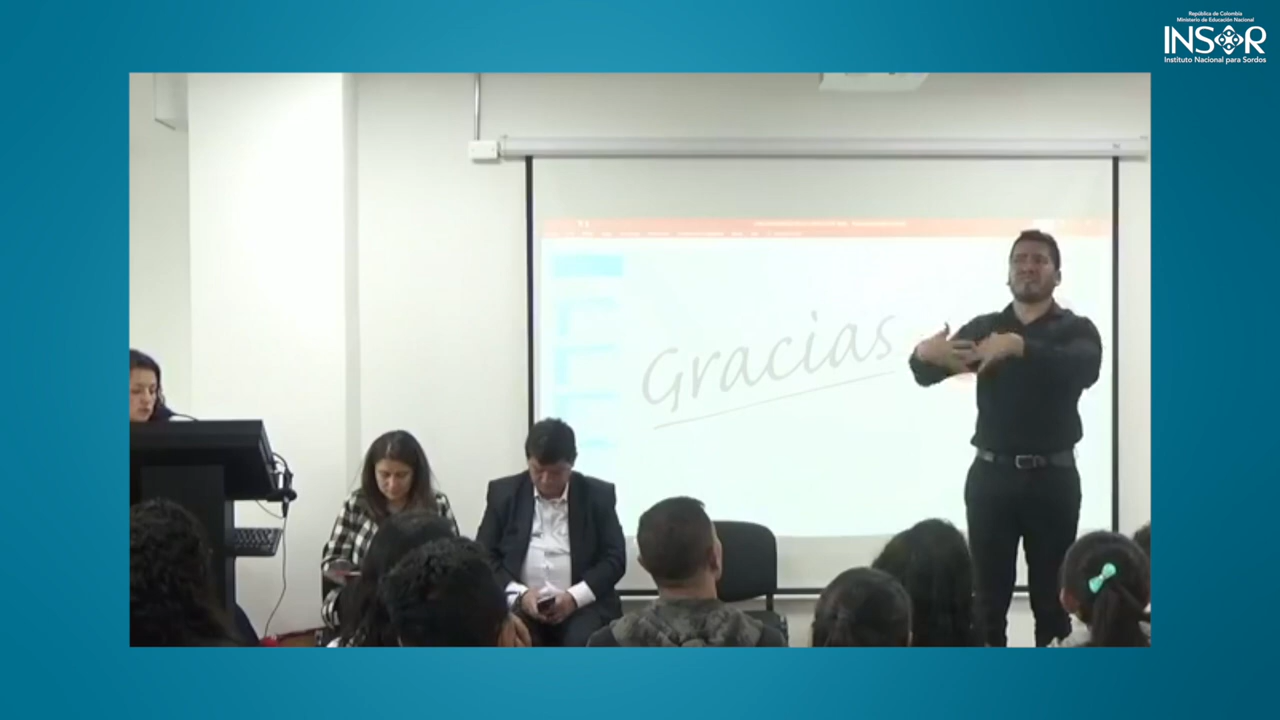 República de Colombia
Ministerio de Educación Nacional
INSOR
Instituto Nacional para Sordos
Gracias